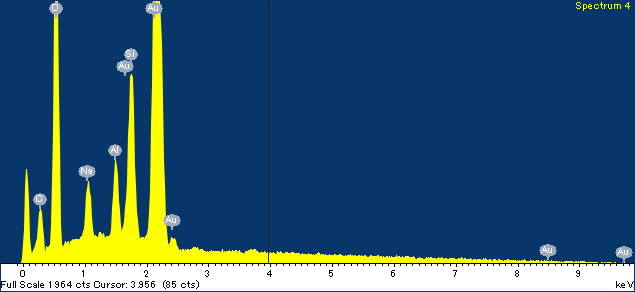 Spectrum 4
O
Au
Si
Au
Al
Na
C
Au
Au
Au
0 1 2 3 4 5 6 7 8 9
Full Scale 1964 cts Cursor: 3.956 (85 cts)
keV